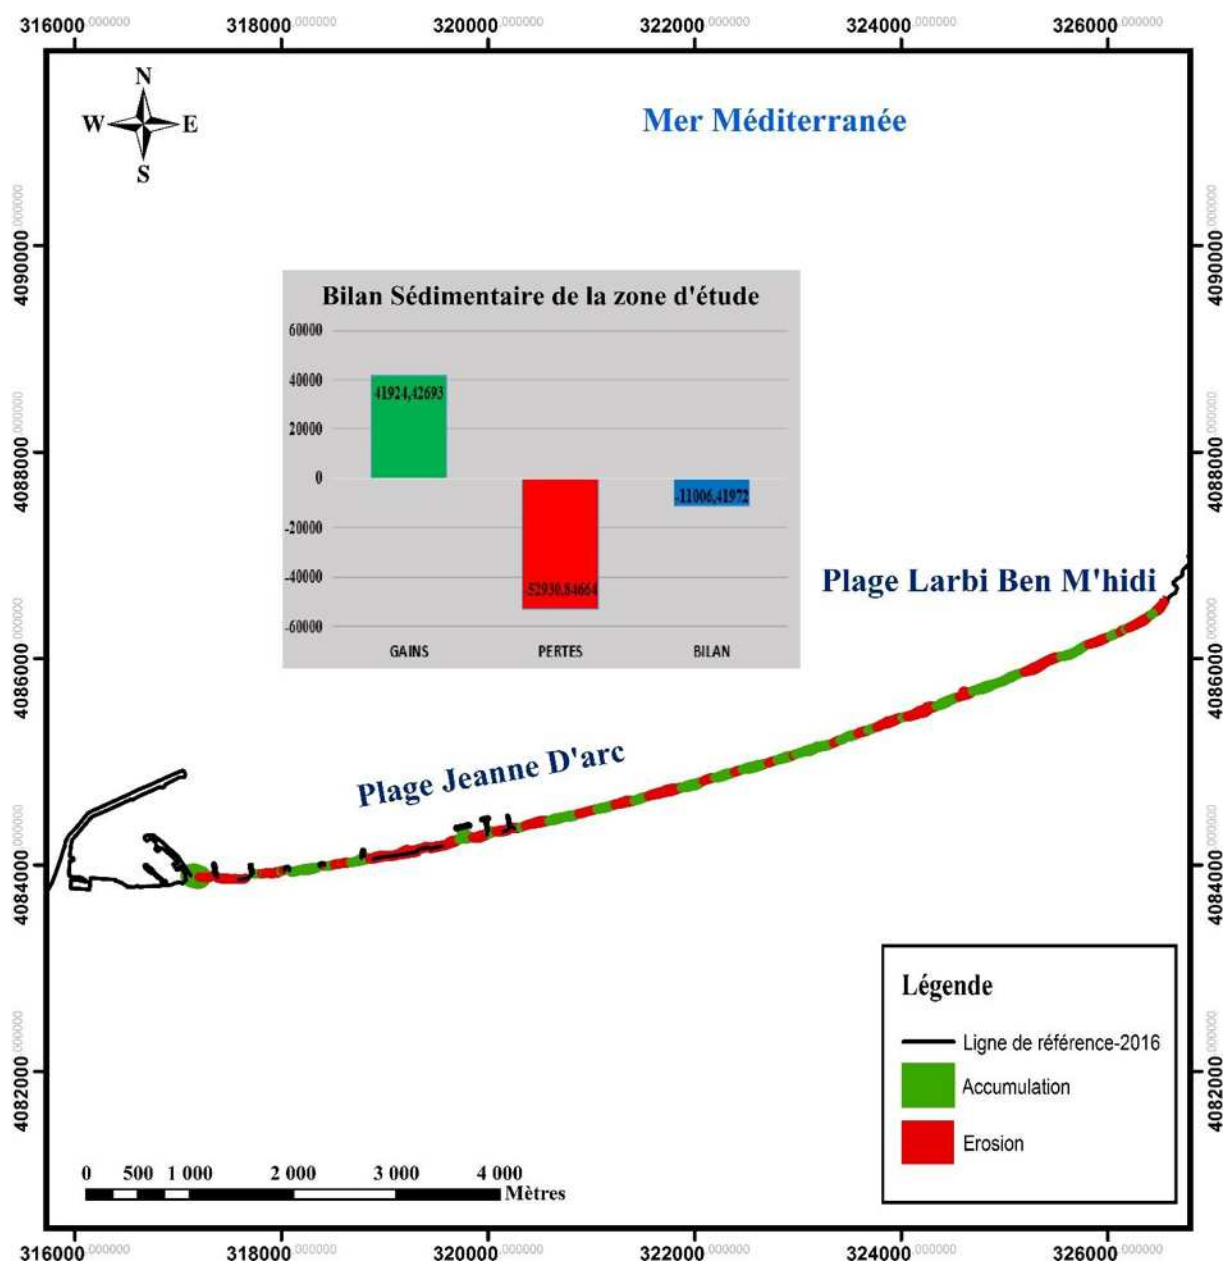 316000,000000 318000,000000 320000,000000 322000,000000 324000,000000 326000,000000
N
W E
S
Mer Méditerranée
4090000,000000 4090000,000000
Bilan Sédimentaire de la zone d'étude
60000
40000
41924,42693
20000
0
-11006,41972
-20000
-40000
-52930,84664
-60000
GAINS PERTES BILAN
4088000,000000 4088000,000000
Plage Larbi Ben M'hidi
4086000,000000 4086000,000000
Plage Jeanne D'arc
4084000,000000 4084000,000000
Légende
Ligne de référence-2016
Accumulation
Erosion
4082000,000000 4082000,000000
0 500 1 000 2 000 3 000 4 000
Mètres
316000,000000 318000,000000 320000,000000 322000,000000 324000,000000 326000,000000